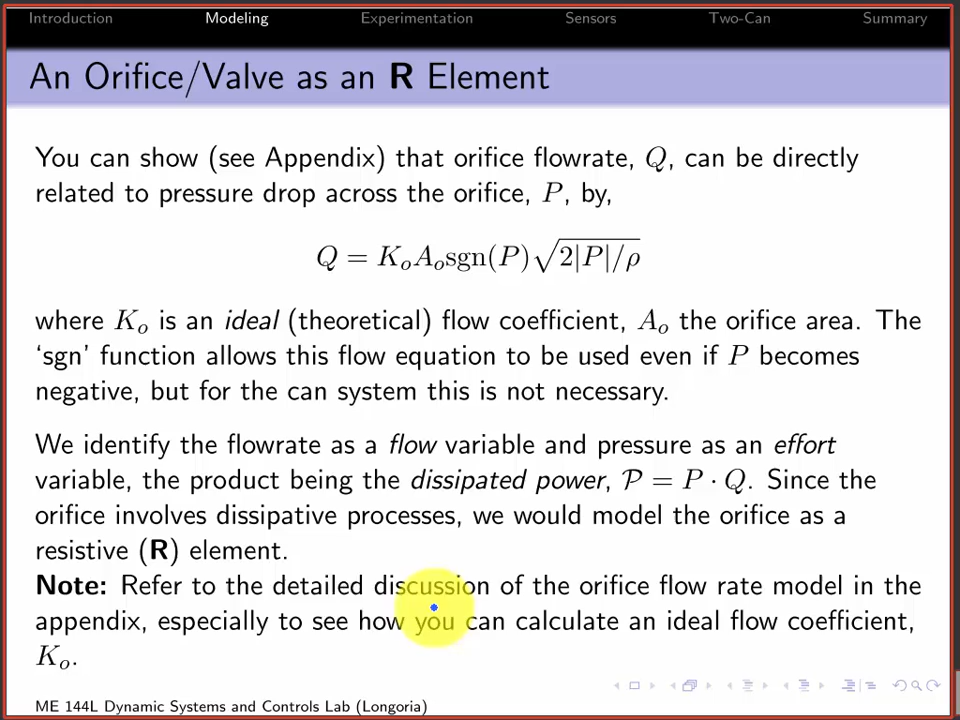 Introduction Modeling Experimentation Sensors Two-Can Summary
An Orifice/Valve as an R Element
You can show (see Appendix) that orifice flowrate, Q, can be directly
related to pressure drop across the orifice, P, by,
Q = KₒAₒsgn(P)√2|P|/ρ
where Kₒ is an ideal (theoretical) flow coefficient, Aₒ the orifice area. The
‘sgn’ function allows this flow equation to be used even if P becomes
negative, but for the can system this is not necessary.
We identify the flowrate as a flow variable and pressure as an effort
variable, the product being the dissipated power, 𝒫 = P · Q. Since the
orifice involves dissipative processes, we would model the orifice as a
resistive (R) element.
Note: Refer to the detailed discussion of the orifice flow rate model in the
appendix, especially to see how you can calculate an ideal flow coefficient,
Kₒ.
ME 144L Dynamic Systems and Controls Lab (Longoria)